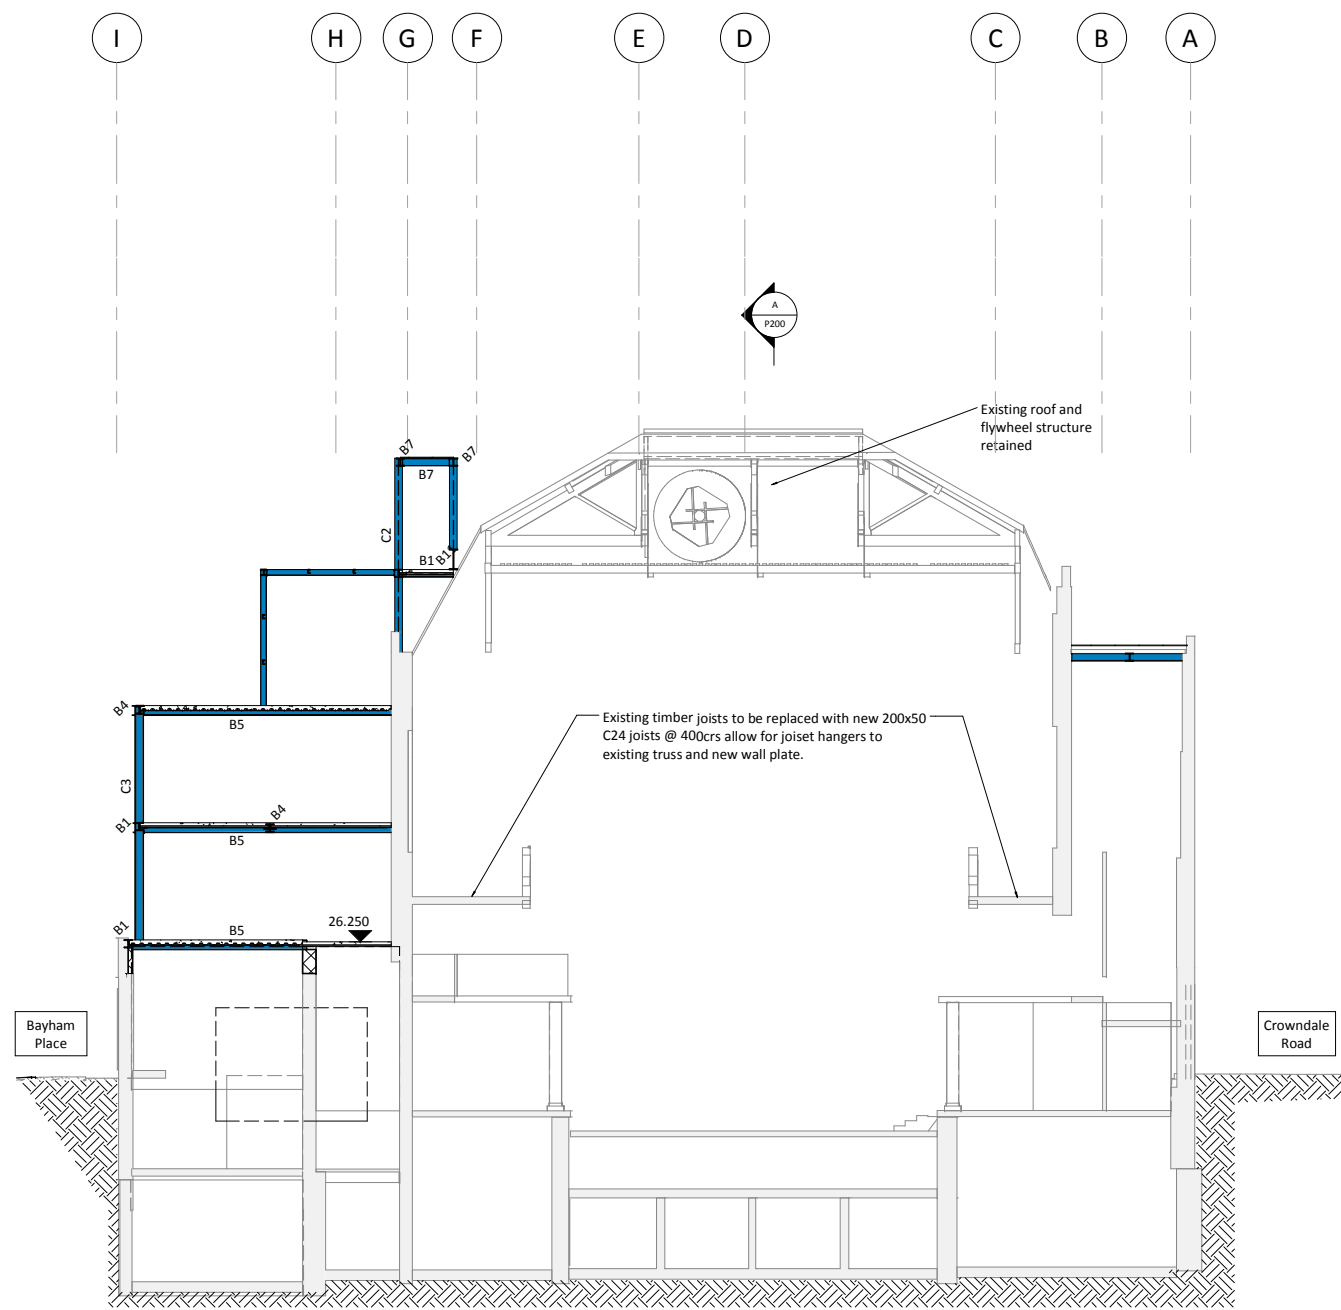 I
H
G
F
E
D
C
B
A
A
P200
Existing roof and
flywheel structure
retained
B7
B7
B7
C2
B1
B1
Existing timber joists to be replaced with new 200x50
C24 joists @ 400crs allow for joiset hangers to
existing truss and new wall plate.
B4
B5
C3
B4
B1
B5
B1
B5
26.250
Bayham
Place
Crowndale
Road